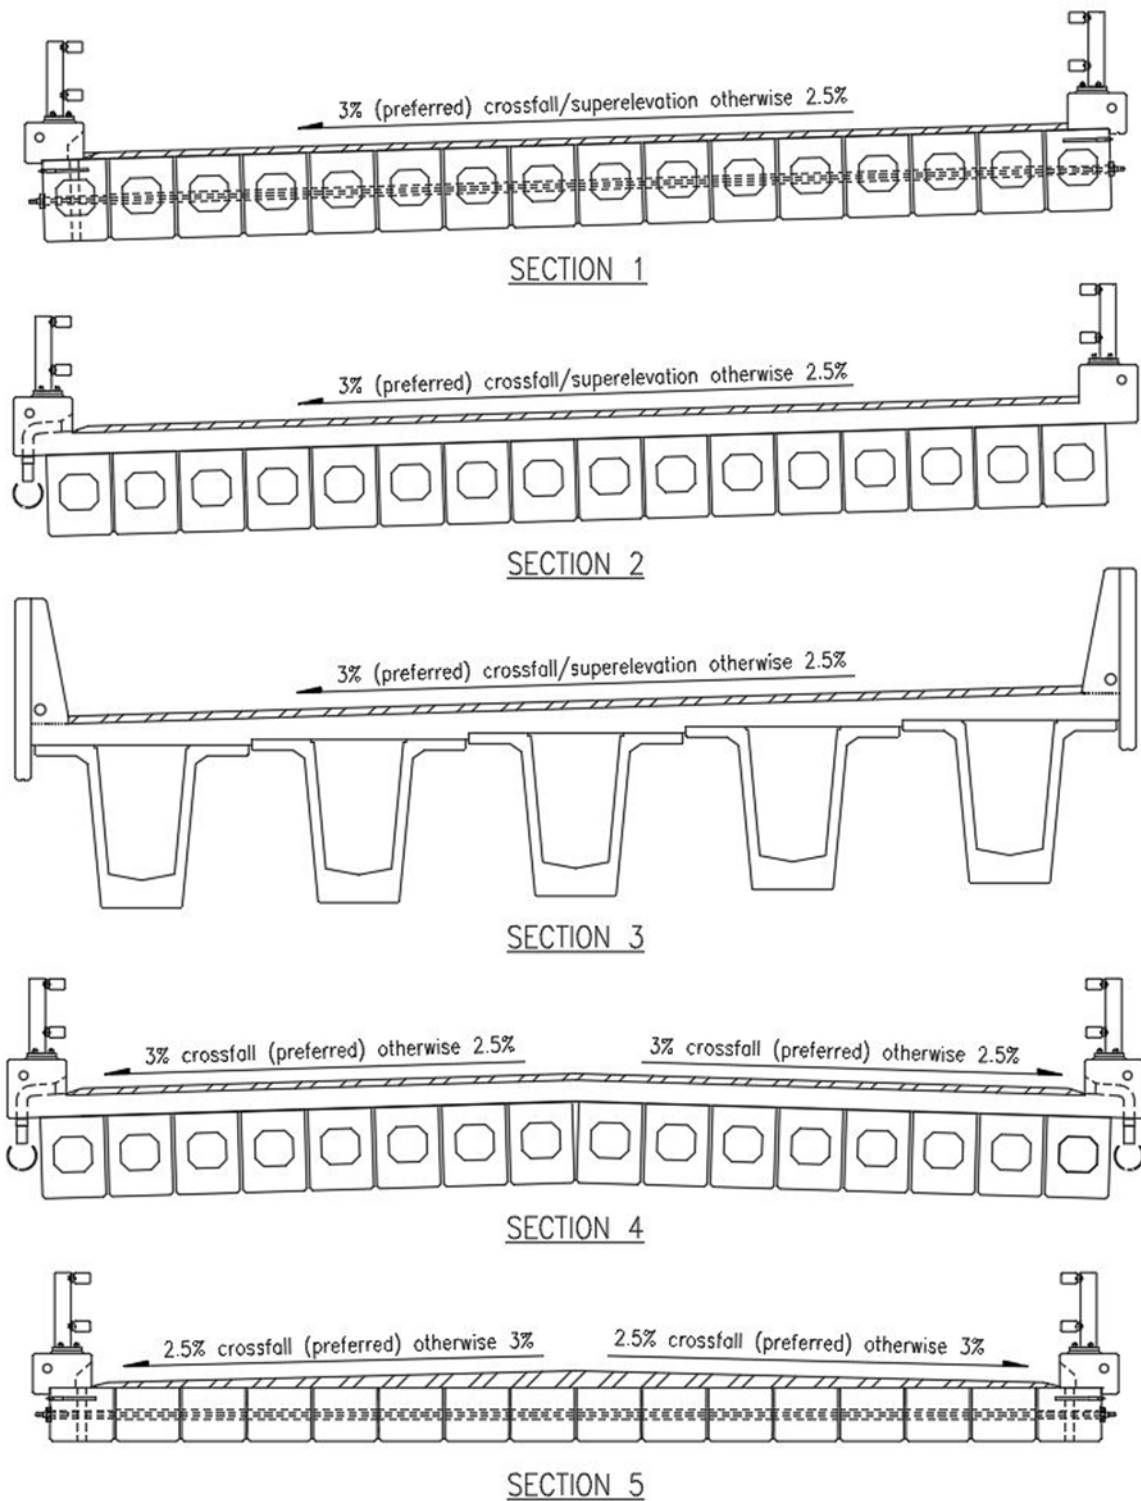 3% (preferred) crossfall/superelevation otherwise 2.5%
SECTION 1
3% (preferred) crossfall/superelevation otherwise 2.5%
SECTION 2
3% (preferred) crossfall/superelevation otherwise 2.5%
SECTION 3
3% crossfall (preferred) otherwise 2.5%
3% crossfall (preferred) otherwise 2.5%
SECTION 4
2.5% crossfall (preferred) otherwise 3%
2.5% crossfall (preferred) otherwise 3%
SECTION 5